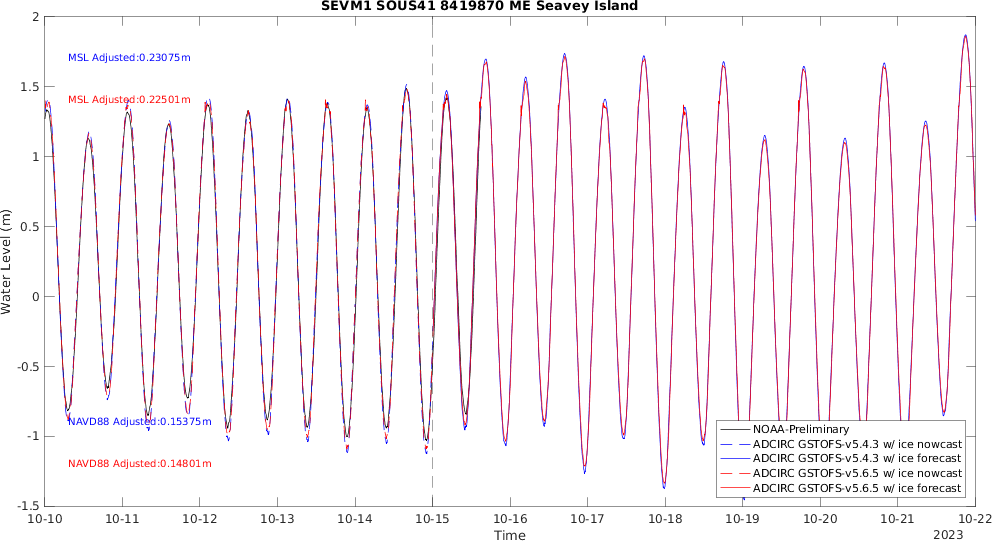 SEVM1 SOUS41 8419870 ME Seavey Island
2
1.5
1
0.5
0
-0.5
-1
-1.5
Water Level (m)
MSL Adjusted:0.23075m
MSL Adjusted:0.22501m
NAVD88 Adjusted:0.15375m
NAVD88 Adjusted:0.14801m
NOAA-Preliminary
ADCIRC GSTOFS-v5.4.3 w/ ice nowcast
ADCIRC GSTOFS-v5.4.3 w/ ice forecast
ADCIRC GSTOFS-v5.6.5 w/ ice nowcast
ADCIRC GSTOFS-v5.6.5 w/ ice forecast
10-10 10-11 10-12 10-13 10-14 10-15 10-16 10-17 10-18 10-19 10-20 10-21 10-22
Time
2023